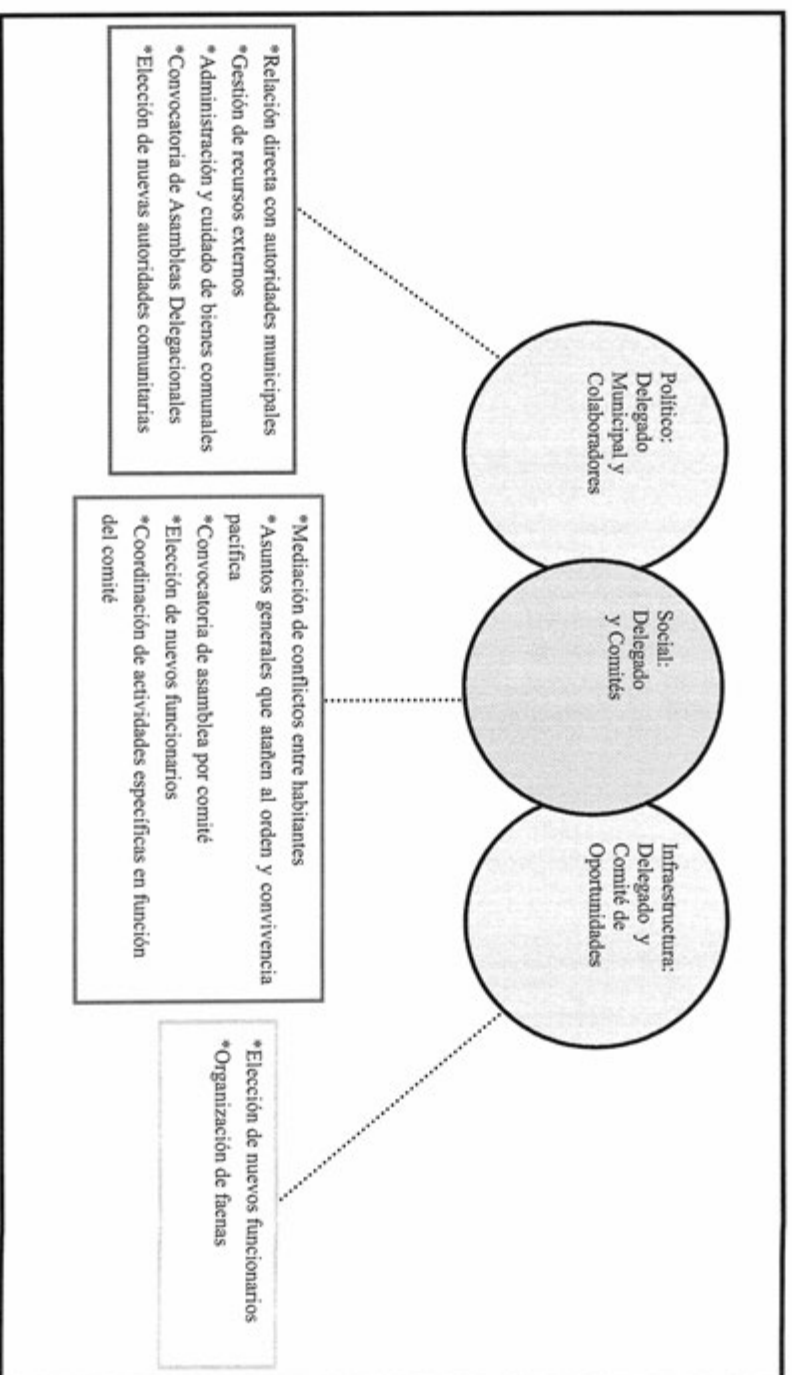 Político:
Delegado
Municipal y
Colaboradores
Social:
Delegado
y Comités
Infraestructura:
Delegado y
Comité de
Oportunidades
*Relación directa con autoridades municipales
*Gestión de recursos externos
*Administración y cuidado de bienes comunales
*Convocatoria de Asambleas Delegacionales
*Elección de nuevas autoridades comunitarias
*Mediación de conflictos entre habitantes
*Asuntos generales que atañen al orden y convivencia
pacífica
*Convocatoria de asamblea por comité
*Elección de nuevos funcionarios
*Coordinación de actividades específicas en función
del comité
*Elección de nuevos funcionarios
*Organización de faenas